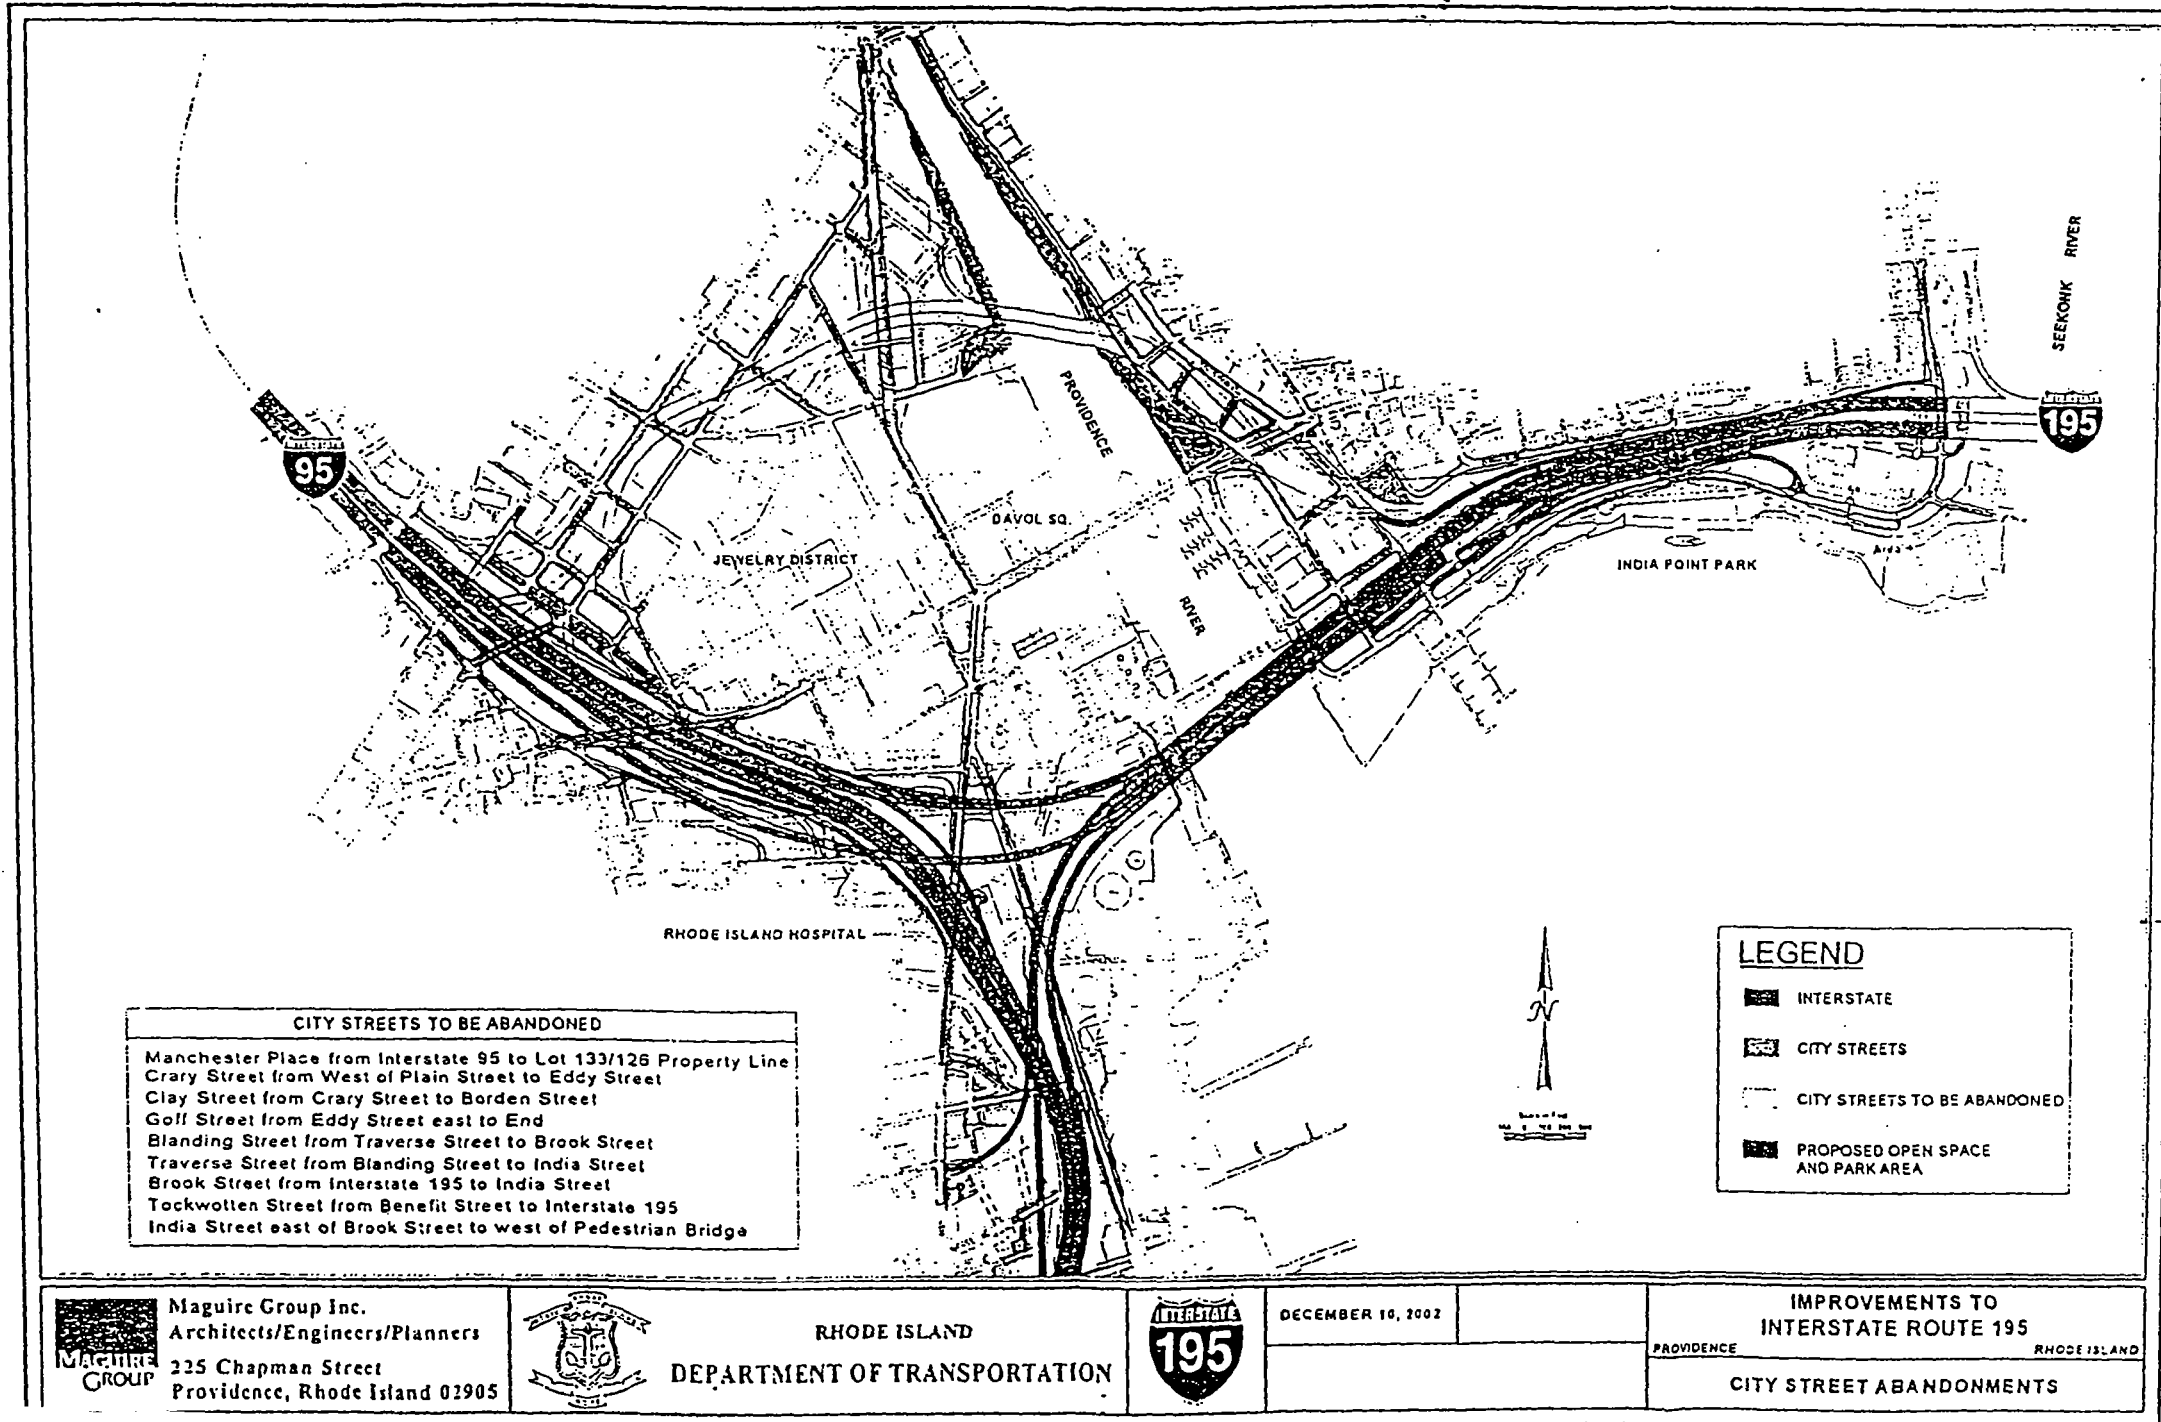 SEEKONK RIVER
PROVIDENCE
RIVER
INTERSTATE
95
195
DAVOL SQ.
JEWELRY DISTRICT
INDIA POINT PARK
RHODE ISLAND HOSPITAL
N
LEGEND
INTERSTATE
CITY STREETS
CITY STREETS TO BE ABANDONED
PROPOSED OPEN SPACE
AND PARK AREA
CITY STREETS TO BE ABANDONED
Manchester Place from Interstate 95 to Lot 133/126 Property Line
Crary Street from West of Plain Street to Eddy Street
Clay Street from Crary Street to Borden Street
Goff Street from Eddy Street east to End
Blanding Street from Traverse Street to Brook Street
Traverse Street from Blanding Street to India Street
Brook Street from Interstate 195 to India Street
Tockwotten Street from Benefit Street to Interstate 195
India Street east of Brook Street to west of Pedestrian Bridge
MAGUIRE
GROUP
Maguire Group Inc.
Architects/Engineers/Planners
225 Chapman Street
Providence, Rhode Island 02905
RHODE ISLAND
DEPARTMENT OF TRANSPORTATION
INTERSTATE
195
DECEMBER 10, 2002
IMPROVEMENTS TO
INTERSTATE ROUTE 195
PROVIDENCE RHODE ISLAND
CITY STREET ABANDONMENTS